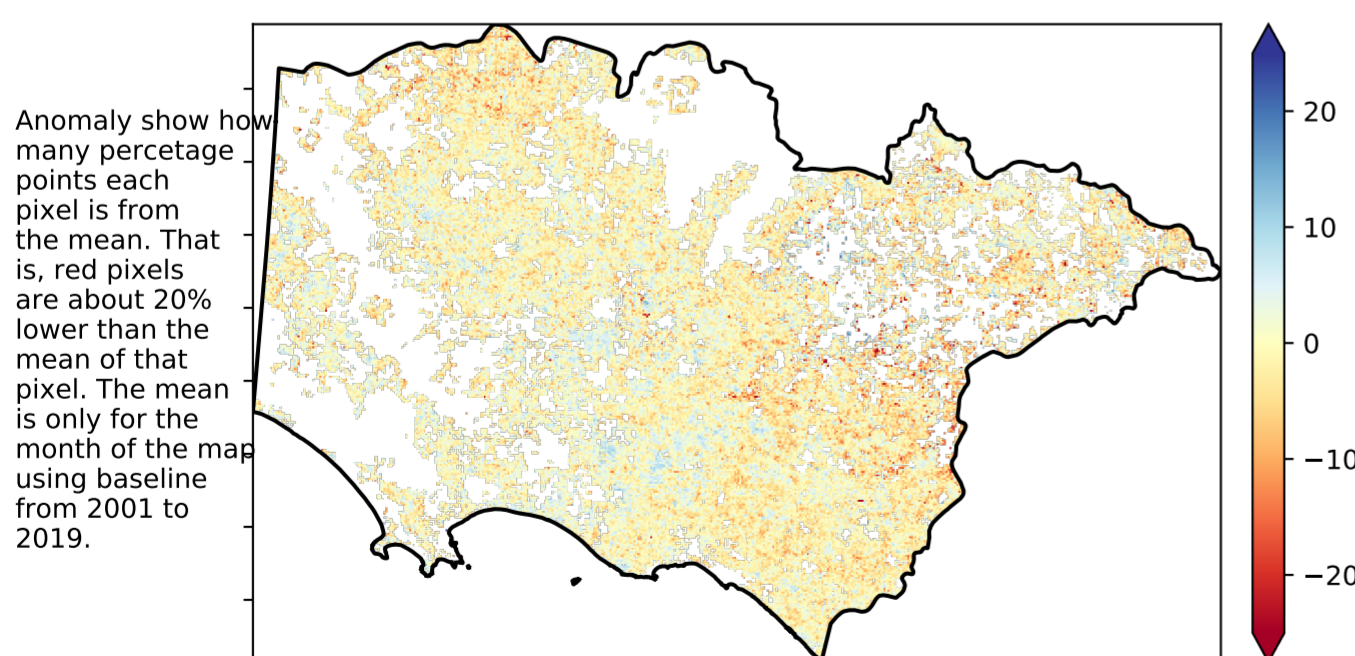 Anomaly show how
many percetage
points each
pixel is from
the mean. That
is, red pixels
are about 20%
lower than the
mean of that
pixel. The mean
is only for the
month of the map
using baseline
from 2001 to
2019.
20
10
0
−10
−20